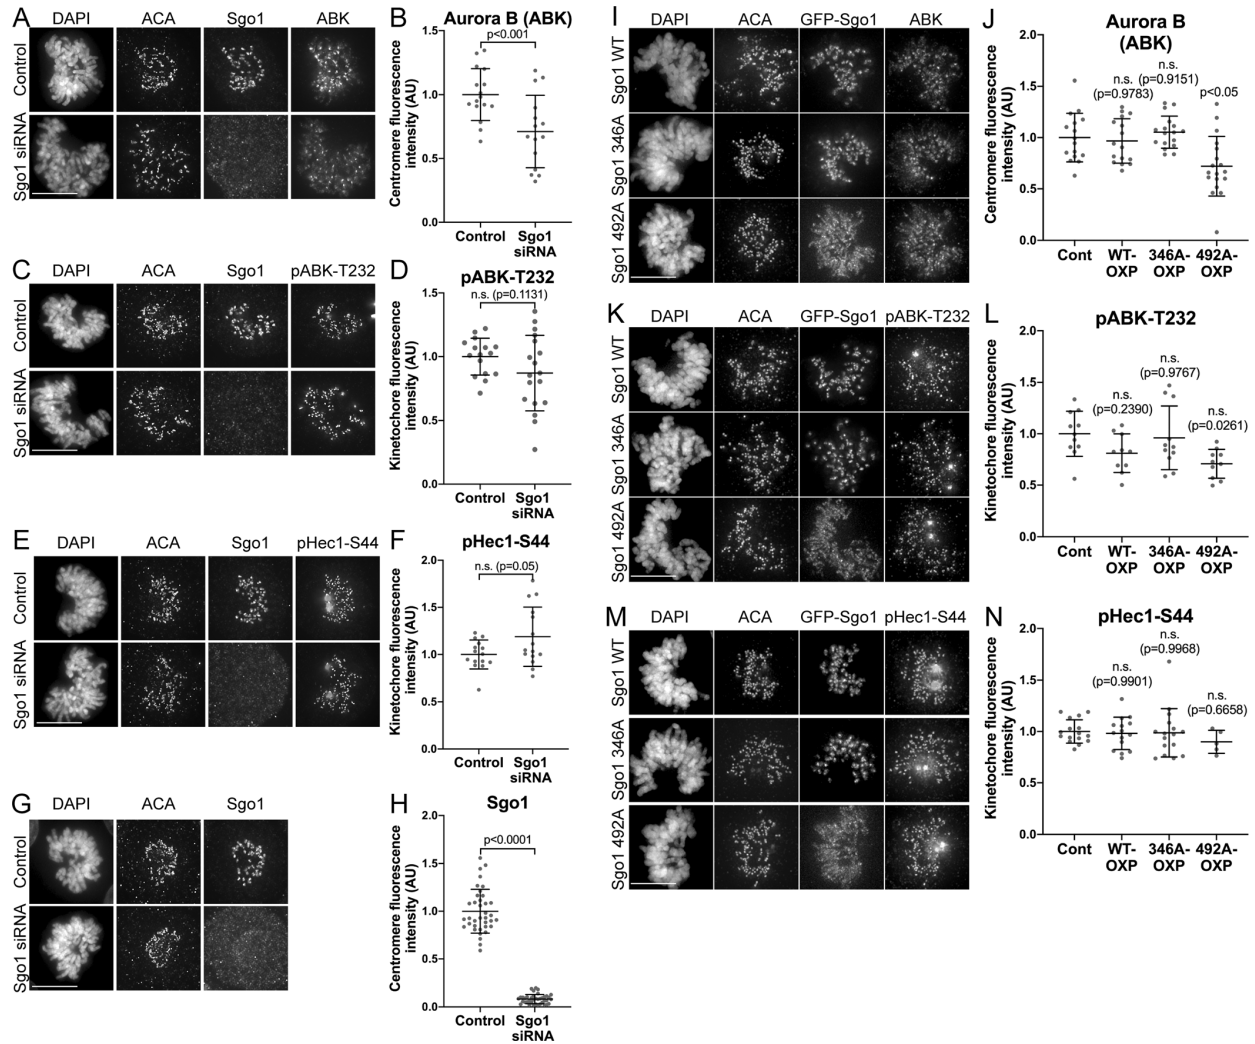 A
DAPI ACA Sgo1 ABK
Control
Sgo1 siRNA
B
Aurora B (ABK)
p<0.001
Centromere fluorescence
intensity (AU)
1.5
1.0
0.5
0.0
Control Sgo1
siRNA
C
DAPI ACA Sgo1 pABK-T232
Control
Sgo1 siRNA
D
pABK-T232
n.s. (p=0.1131)
Kinetochore fluorescence
intensity (AU)
1.5
1.0
0.5
0.0
Control Sgo1
siRNA
E
DAPI ACA Sgo1 pHec1-S44
Control
Sgo1 siRNA
F
pHec1-S44
n.s. (p=0.05)
Kinetochore fluorescence
intensity (AU)
2.0
1.5
1.0
0.5
0.0
Control Sgo1
siRNA
G
DAPI ACA Sgo1
Control
Sgo1 siRNA
H
Sgo1
p<0.0001
Centromere fluorescence
intensity (AU)
2.0
1.5
1.0
0.5
0.0
Control Sgo1
siRNA
I
DAPI ACA GFP-Sgo1 ABK
Sgo1 WT
Sgo1 346A
Sgo1 492A
J
Aurora B
(ABK)
n.s.
(p=0.9783)
n.s.
(p=0.9151)
p<0.05
Centromere fluorescence
intensity (AU)
2.0
1.5
1.0
0.5
0.0
Cont WT- 346A- 492A-
OXP OXP OXP
K
DAPI ACA GFP-Sgo1 pABK-T232
Sgo1 WT
Sgo1 346A
Sgo1 492A
L
pABK-T232
n.s.
(p=0.2390)
n.s.
(p=0.9767)
n.s.
(p=0.0261)
Kinetochore fluorescence
intensity (AU)
2.0
1.5
1.0
0.5
0.0
Cont WT- 346A- 492A-
OXP OXP OXP
M
DAPI ACA GFP-Sgo1 pHec1-S44
Sgo1 WT
Sgo1 346A
Sgo1 492A
N
pHec1-S44
n.s.
(p=0.9901)
n.s.
(p=0.9968)
n.s.
(p=0.6658)
Kinetochore fluorescence
intensity (AU)
2.0
1.5
1.0
0.5
0.0
Cont WT- 346A- 492A-
OXP OXP OXP